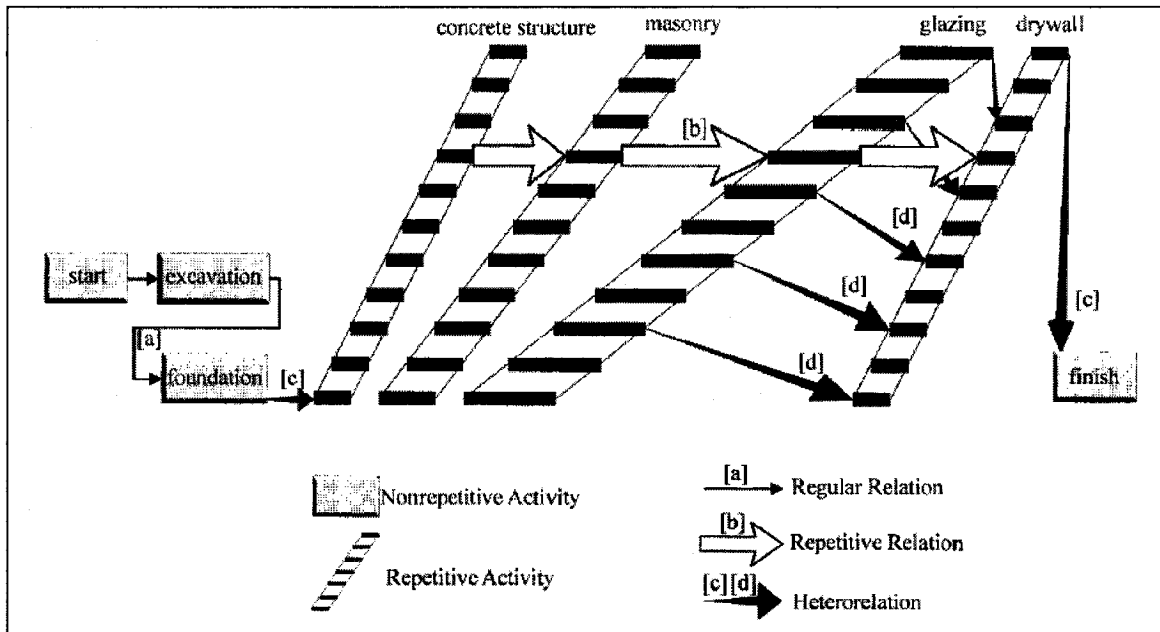 concrete structure
masonry
glazing
drywall
[b]
[d]
start
excavation
[d]
[c]
[a]
foundation
[c]
[d]
finish
Nonrepetitive Activity
[a]
Regular Relation
[b]
Repetitive Relation
Repetitive Activity
[c][d]
Heterorelation